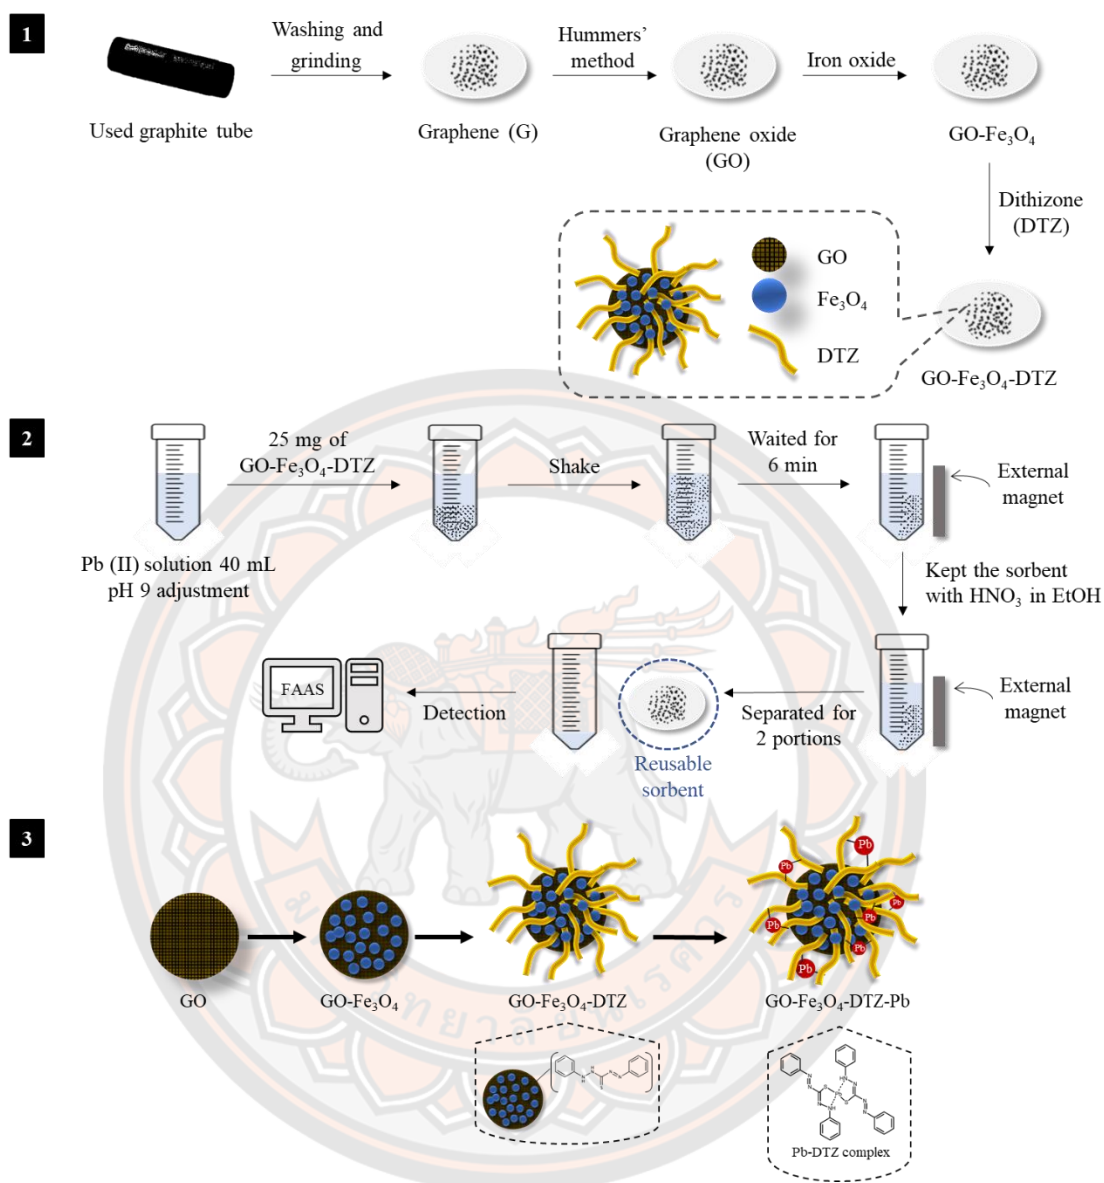 1
Used graphite tube
Washing and
grinding
Graphene (G)
Hummers'
method
Graphene oxide
(GO)
Iron oxide
GO-Fe₃O₄
Dithizone
(DTZ)
GO
Fe₃O₄
DTZ
GO-Fe₃O₄-DTZ
2
Pb (II) solution 40 mL
pH 9 adjustment
25 mg of
GO-Fe₃O₄-DTZ
Shake
Waited for
6 min
External
magnet
Kept the sorbent
with HNO₃ in EtOH
External
magnet
Separated for
2 portions
Reusable
sorbent
Detection
FAAS
3
GO
GO-Fe₃O₄
GO-Fe₃O₄-DTZ
Pb
Pb
Pb
Pb
Pb
Pb
Pb
GO-Fe₃O₄-DTZ-Pb
Pb-DTZ complex